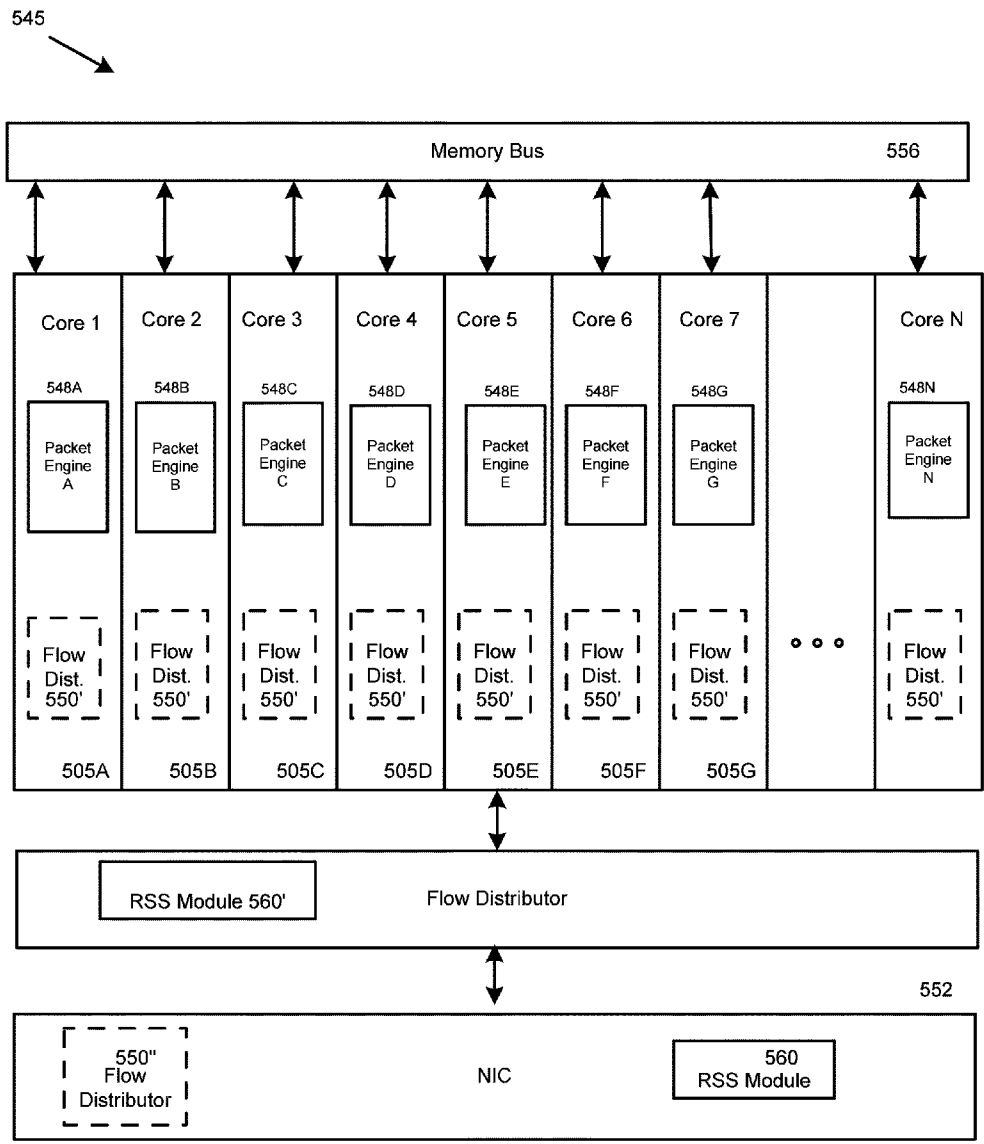 545
Memory Bus 556
Core 1 Core 2 Core 3 Core 4 Core 5 Core 6 Core 7 Core N
548A 548B 548C 548D 548E 548F 548G 548N
Packet Packet Packet Packet Packet Packet Packet Packet
Engine Engine Engine Engine Engine Engine Engine Engine
A B C D E F G N
Flow Flow Flow Flow Flow Flow Flow Flow
Dist. Dist. Dist. Dist. Dist. Dist. Dist. Dist.
550' 550' 550' 550' 550' 550' 550' 550'
505A 505B 505C 505D 505E 505F 505G 505N
RSS Module 560' Flow Distributor
552
550"
Flow
Distributor
NIC
560
RSS Module